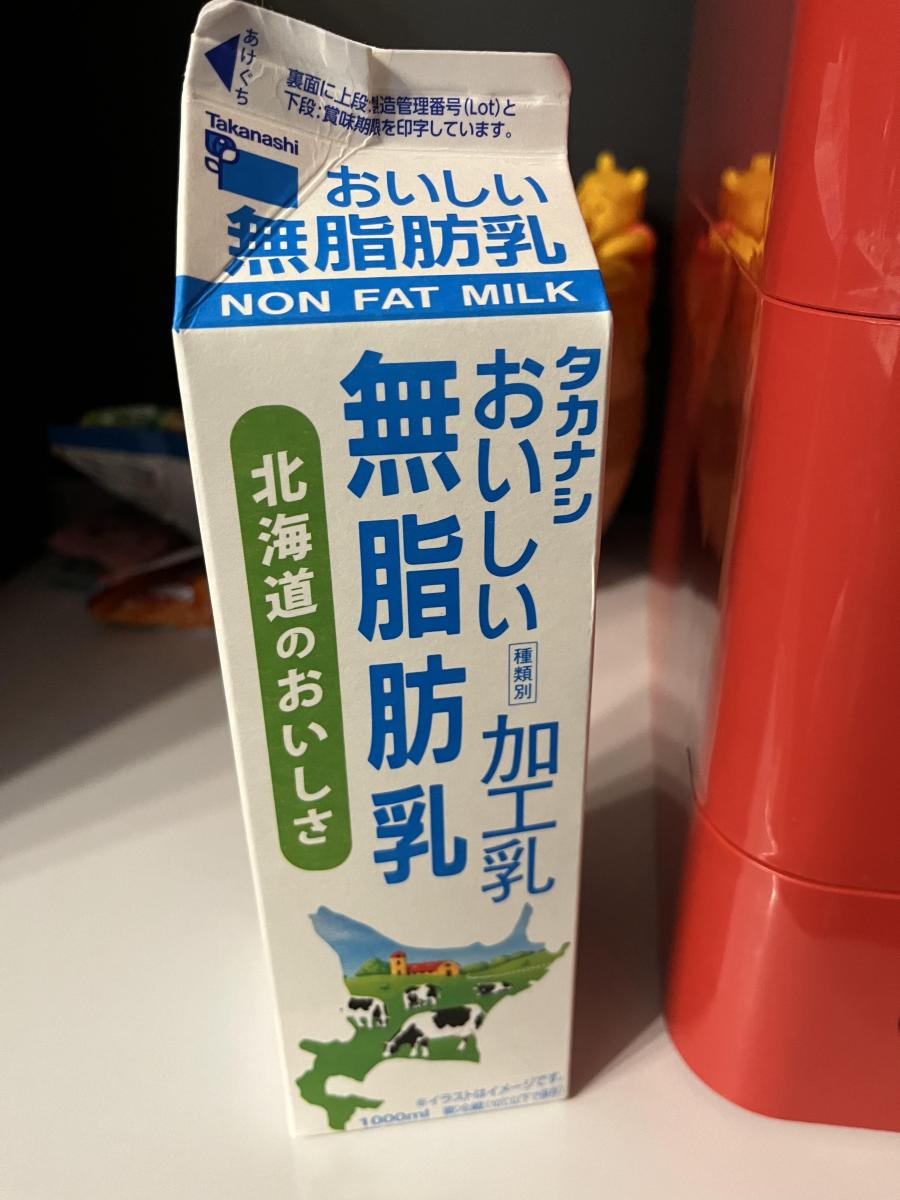 あけぐち
裏面に上段:製造管理番号(Lot)と
下段:賞味期限を印字しています。
Takanashi
おいしい
無脂肪乳
NON FAT MILK
タカナシ
おいしい
種類別
加工乳
無脂肪乳
北海道のおいしさ
※イラストはイメージです。
1000ml